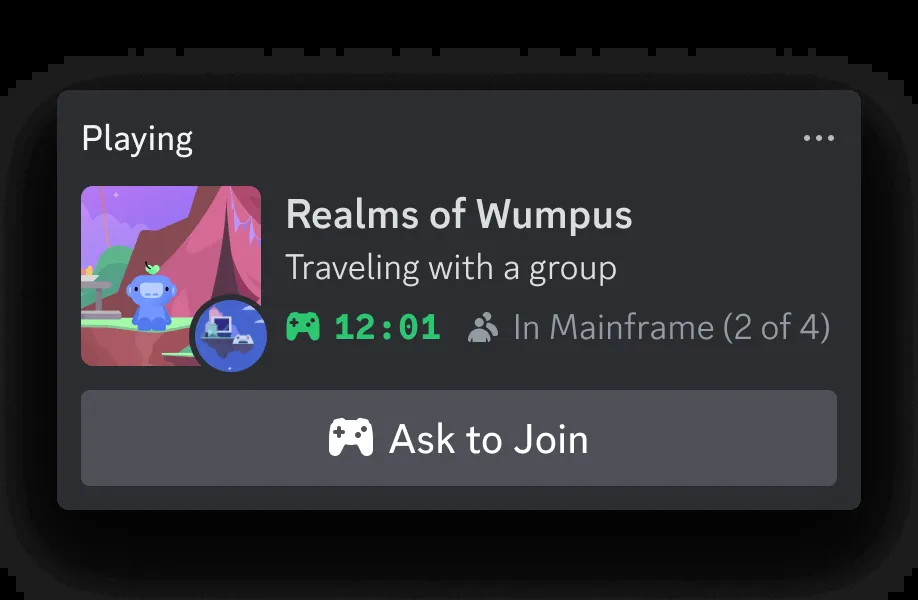 Playing
Realms of Wumpus
Traveling with a group
12:01 In Mainframe (2 of 4)
Ask to Join